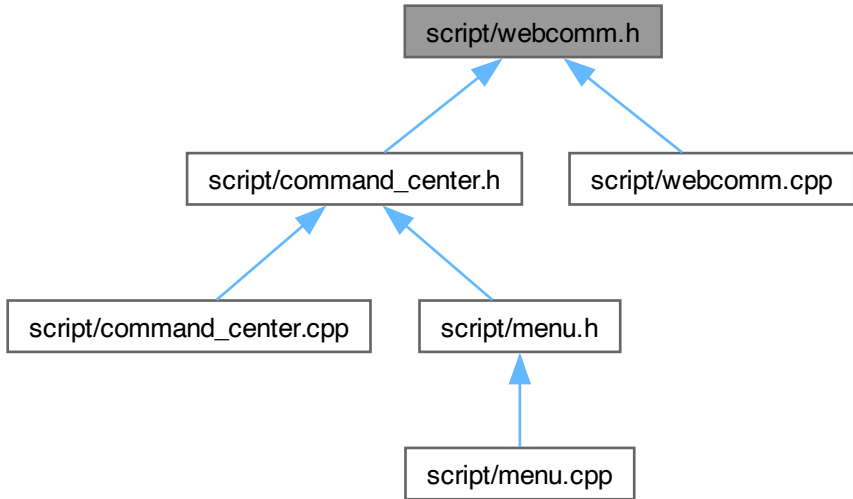 script/webcomm.h
script/command_center.h
script/webcomm.cpp
script/command_center.cpp
script/menu.h
script/menu.cpp